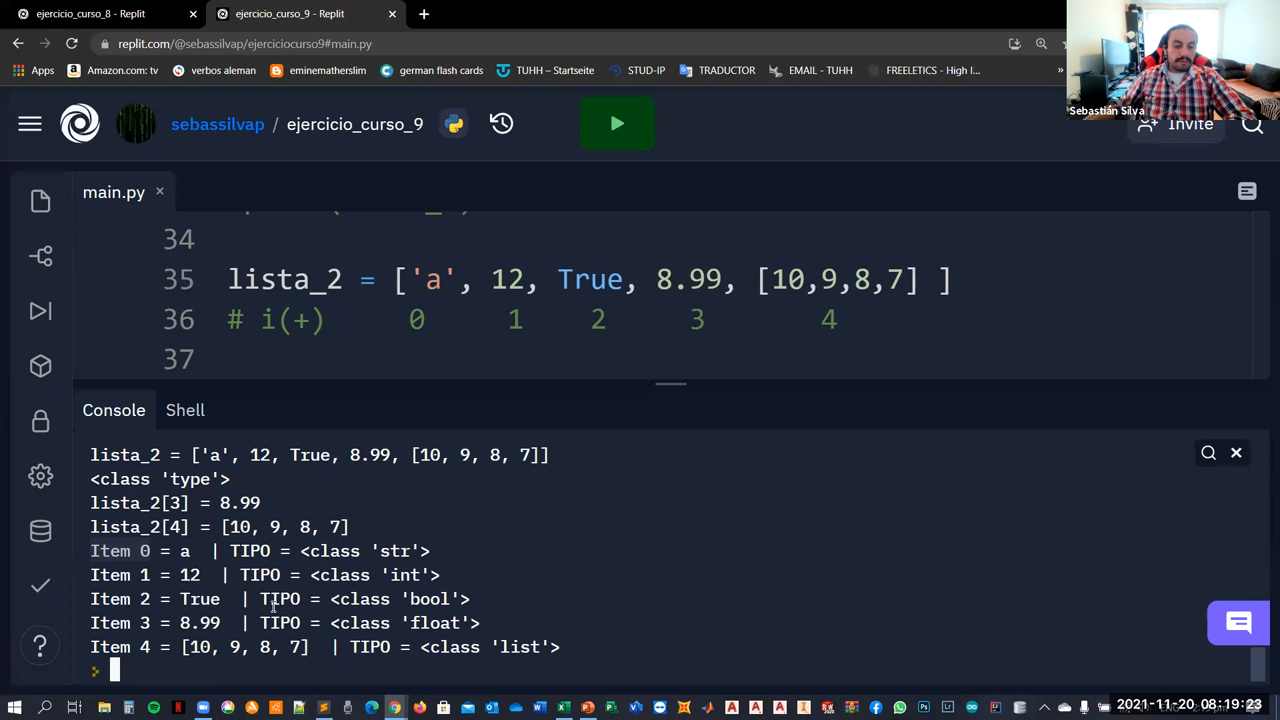 ejercicio_curso_8 - Replit
ejercicio_curso_9 - Replit
replit.com/@sebassilvap/ejerciciocurso9#main.py
Apps
Amazon.com: tv
verbos aleman
eminematherslim
german flash cards
TUHH – Startseite
STUD-IP
TRADUCTOR
EMAIL - TUHH
FREELETICS - High I...
»
Sebastián Silva
sebassilvap / ejercicio_curso_9
Invite
main.py
34
35 lista_2 = ['a', 12, True, 8.99, [10,9,8,7] ]
36 # i(+) 0 1 2 3 4
37
Console
Shell
lista_2 = ['a', 12, True, 8.99, [10, 9, 8, 7]]
<class 'type'>
lista_2[3] = 8.99
lista_2[4] = [10, 9, 8, 7]
Item 0 = a | TIPO = <class 'str'>
Item 1 = 12 | TIPO = <class 'int'>
Item 2 = True | TIPO = <class 'bool'>
Item 3 = 8.99 | TIPO = <class 'float'>
Item 4 = [10, 9, 8, 7] | TIPO = <class 'list'>
2021-11-20 08:19:23